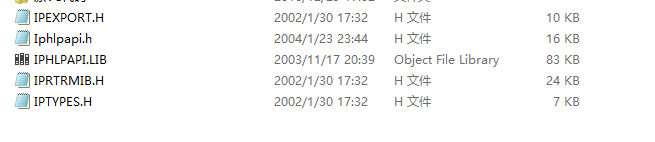 IPEXPORT.H 2002/1/30 17:32 H 文件 10 KB
Iphlpapi.h 2004/1/23 23:44 H 文件 16 KB
IPHLPAPI.LIB 2003/11/17 20:39 Object File Library 83 KB
IPRTRMIB.H 2002/1/30 17:32 H 文件 24 KB
IPTYPES.H 2002/1/30 17:32 H 文件 7 KB